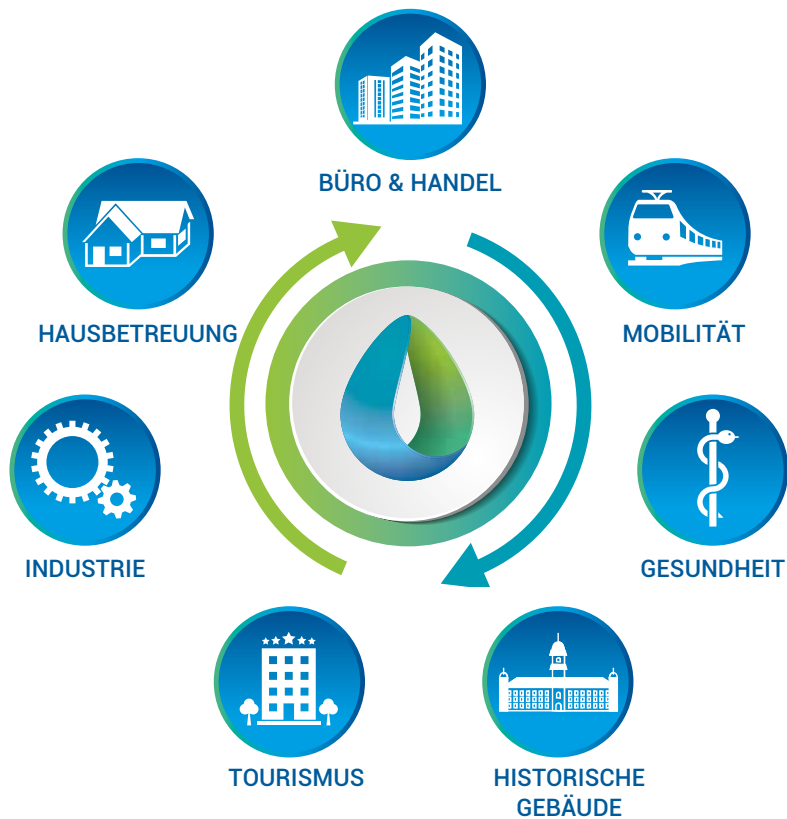 BÜRO & HANDEL
MOBILITÄT
GESUNDHEIT
HISTORISCHE
GEBÄUDE
TOURISMUS
INDUSTRIE
HAUSBETREUUNG